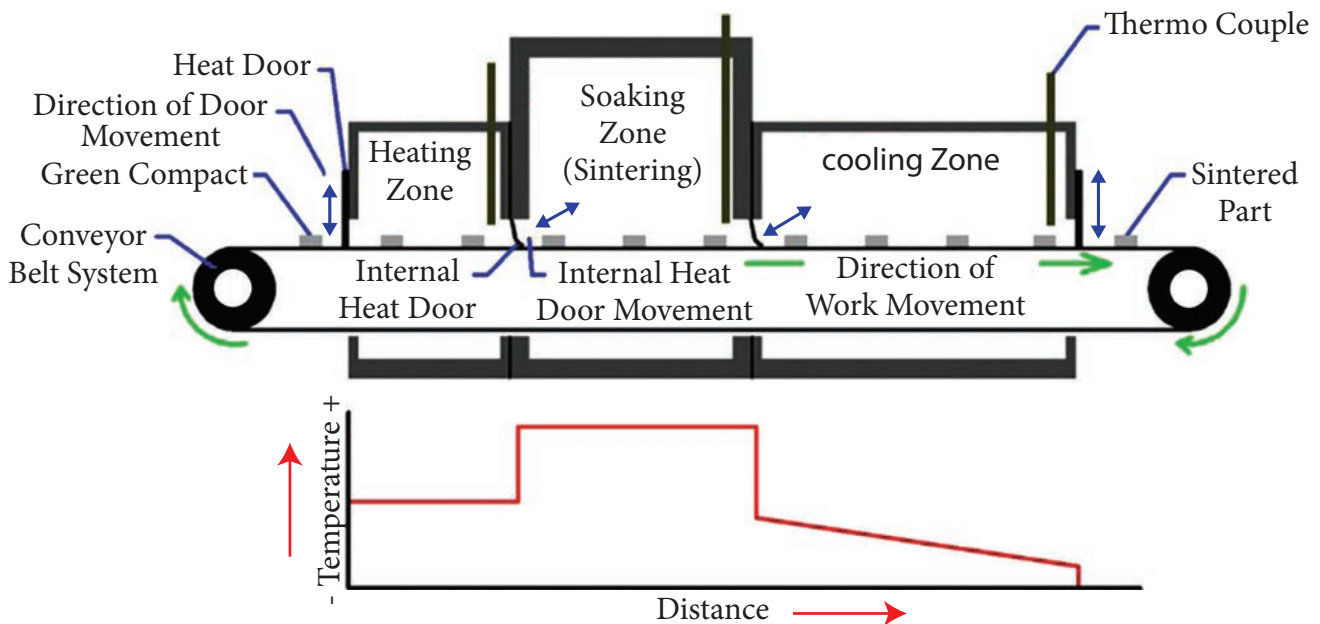 Thermo Couple
Heat Door
Direction of Door
Movement
Green Compact
Conveyor
Belt System
Heating
Zone
Soaking
Zone
(Sintering)
cooling Zone
Sintered
Part
Internal
Heat Door
Internal Heat
Door Movement
Direction of
Work Movement
- Temperature +
Distance